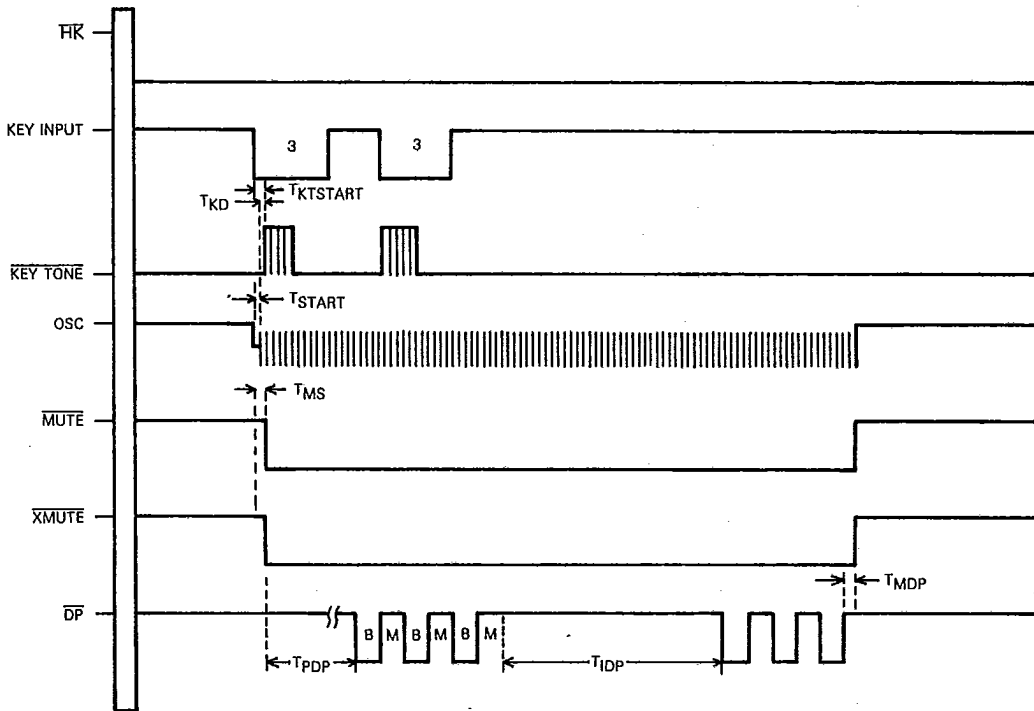 HK
KEY INPUT
3 3
TKTSTART
TKD
KEY TONE
TSTART
OSC
TMS
MUTE
XMUTE
TMDP
DP
B M B M B M
TPDP
TIDP